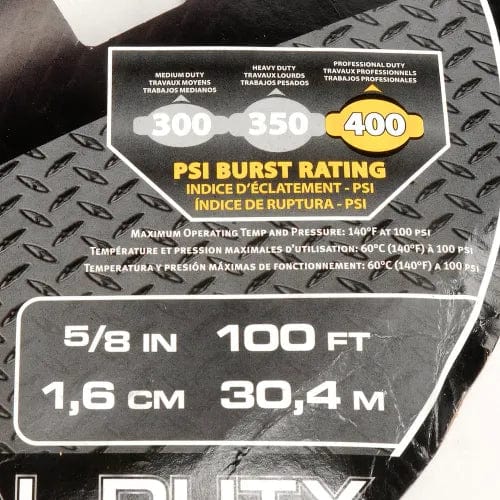 MEDIUM DUTY
TRAVAUX MOYENS
TRABAJOS MEDIANOS
300
HEAVY DUTY
TRAVAUX LOURDS
TRABAJOS PESADOS
350
PROFESSIONAL DUTY
TRAVAUX PROFESSIONNELS
TRABAJOS PROFESIONALES
400
PSI BURST RATING
INDICE D'ÉCLATEMENT - PSI
ÍNDICE DE RUPTURA - PSI
MAXIMUM OPERATING TEMP AND PRESSURE: 140°F AT 100 PSI
TEMPÉRATURE ET PRESSION MAXIMALES D'UTILISATION: 60°C (140°F) À 100 PSI
TEMPERATURA Y PRESIÓN MÁXIMAS DE FONCTIONNEMENT: 60°C (140°F) A 100 PSI
5/8 IN 100 FT
1,6 CM 30,4 M
DUTY